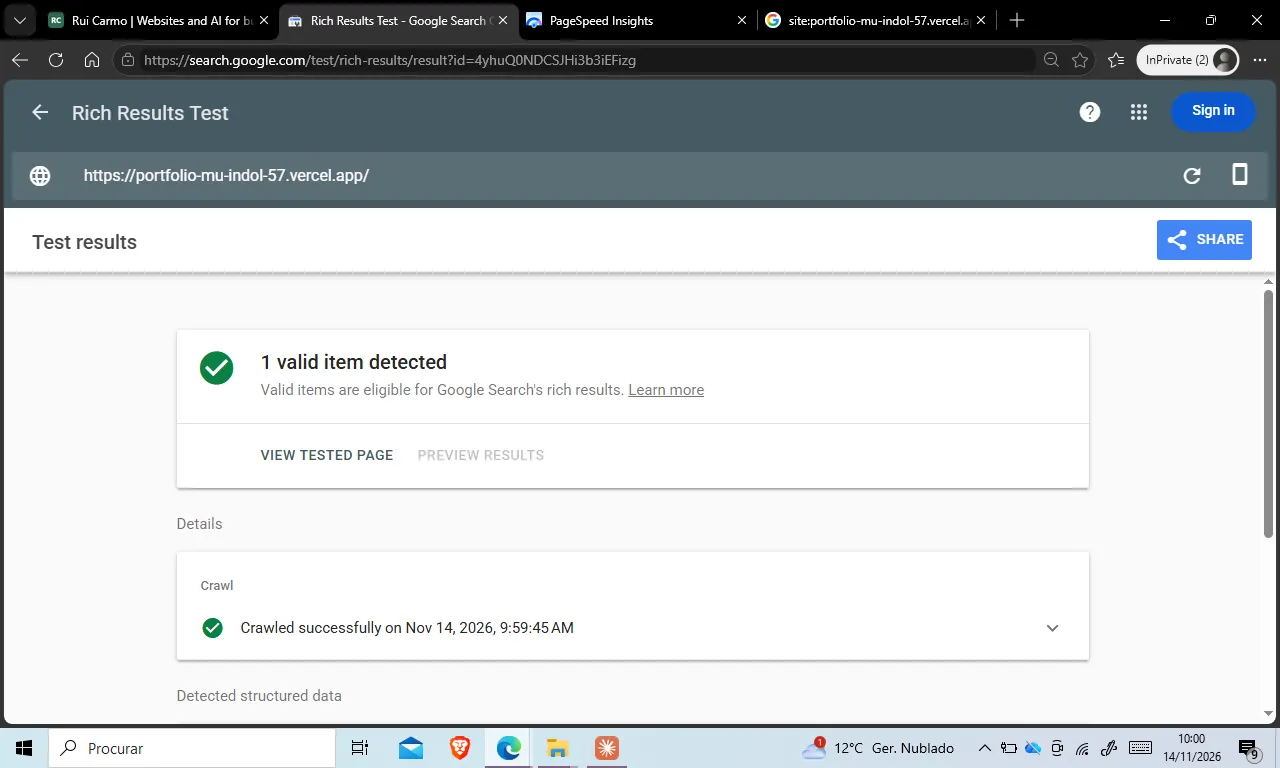 RC Rui Carmo | Websites and AI for bu
Rich Results Test - Google Search C
PageSpeed Insights
site:portfolio-mu-indol-57.vercel.ap
https://search.google.com/test/rich-results/result?id=4yhuQ0NDCSJHi3b3iEFizg
InPrivate (2)
Rich Results Test
Sign in
https://portfolio-mu-indol-57.vercel.app/
Test results
SHARE
1 valid item detected
Valid items are eligible for Google Search's rich results. Learn more
VIEW TESTED PAGE PREVIEW RESULTS
Details
Crawl
Crawled successfully on Nov 14, 2026, 9:59:45 AM
Detected structured data
Procurar
1
12°C Ger. Nublado
10:00
14/11/2026
9